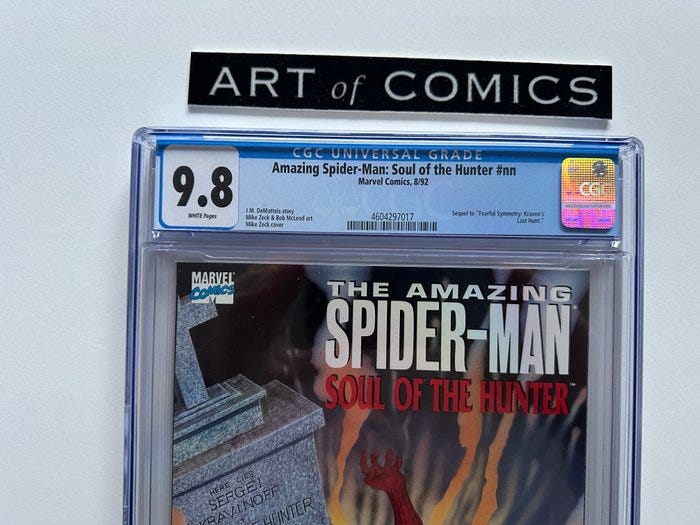 ART of COMICS
CGC UNIVERSAL GRADE
9.8
WHITE Pages
Amazing Spider-Man: Soul of the Hunter #nn
Marvel Comics, 8/92
J.M. DeMatteis story
Mike Zeck & Bob McLeod art
Mike Zeck cover
4604297017
Sequel to "Fearful Symmetry: Kraven's
Last Hunt."
CGC
MARVEL
COMICS
THE AMAZING
SPIDER-MAN
SOUL OF THE HUNTER™
HERE LIES
SERGEI
KRAVINOFF
HUNTER